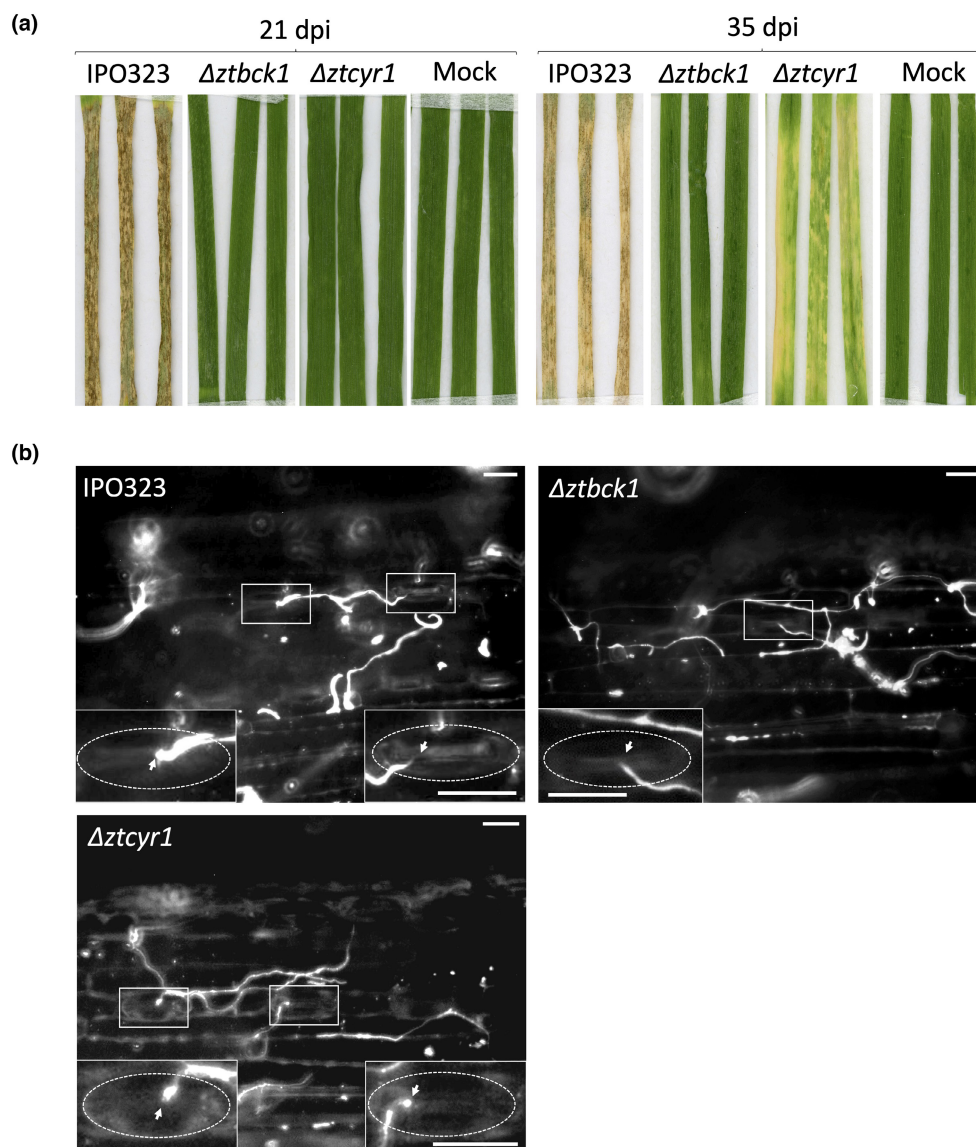 (a)
21 dpi
35 dpi
IPO323 Δztbck1 Δztcyr1 Mock
IPO323 Δztbck1 Δztcyr1 Mock
(b)
IPO323
Δztbck1
Δztcyr1